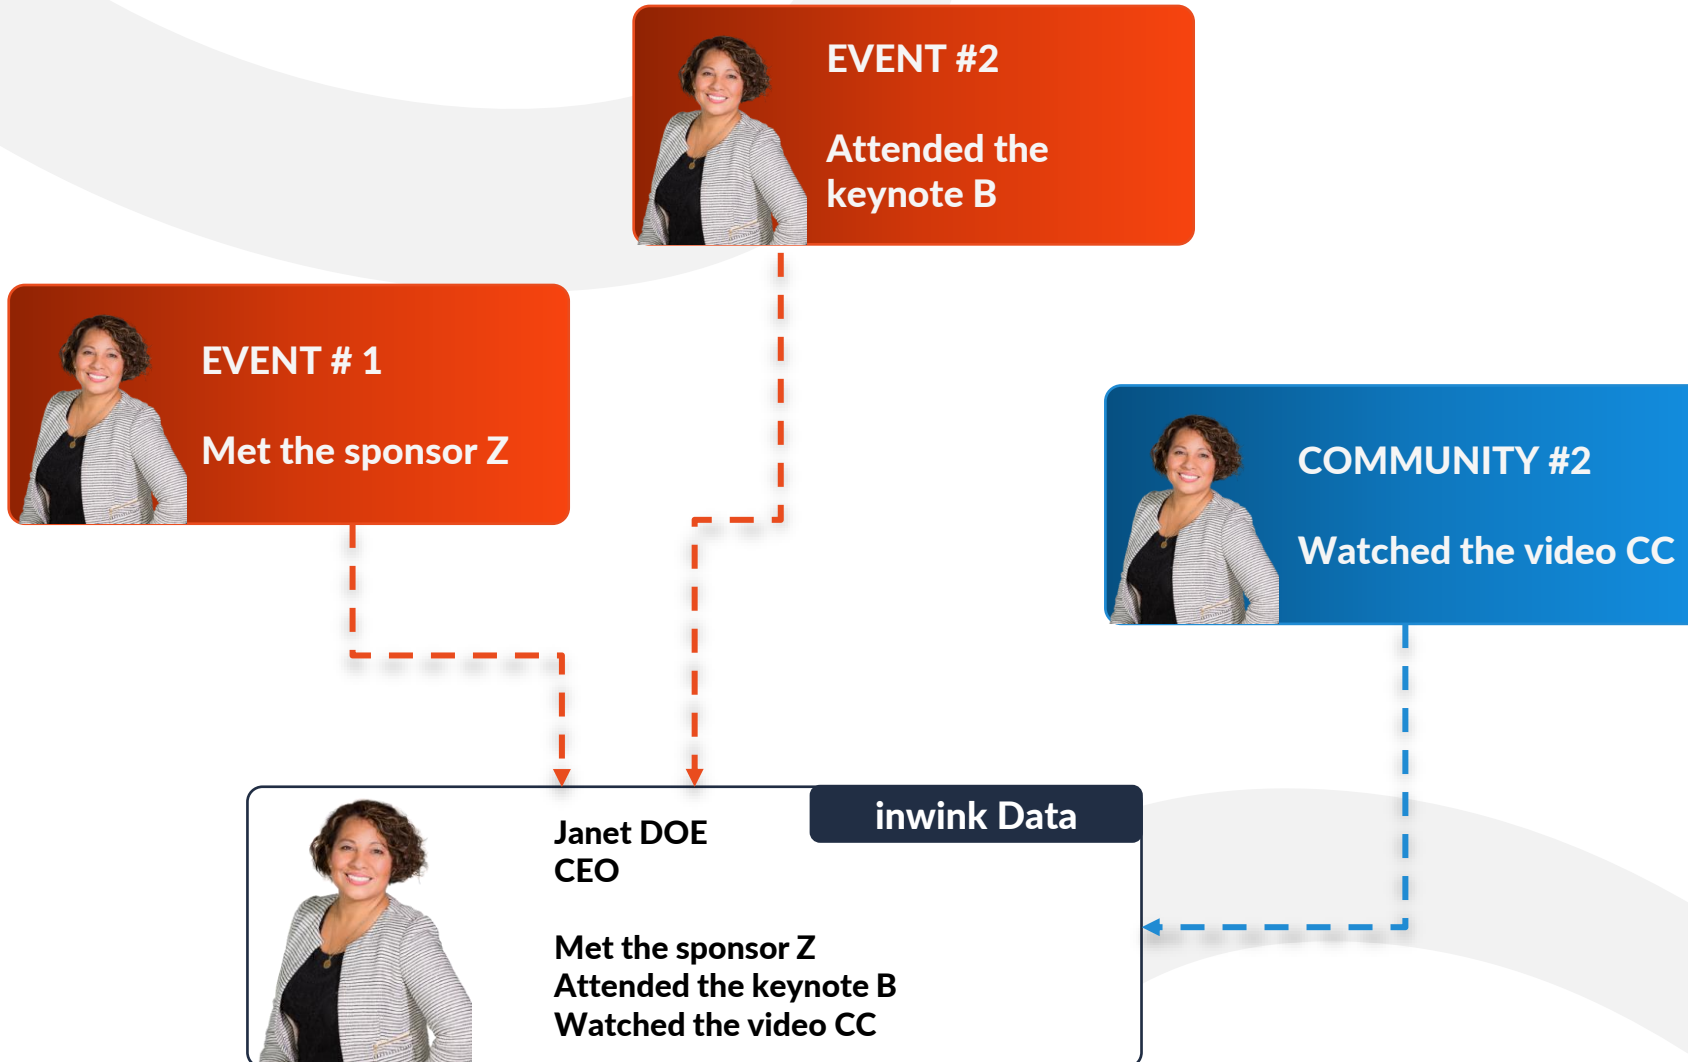 EVENT #2
Attended the
keynote B
EVENT # 1
Met the sponsor Z
COMMUNITY #2
Watched the video CC
inwink Data
Janet DOE
CEO
Met the sponsor Z
Attended the keynote B
Watched the video CC